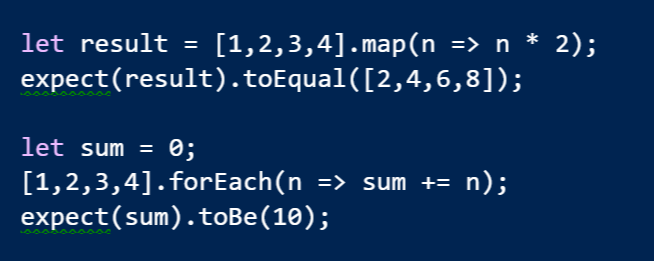 let result = [1,2,3,4].map(n => n * 2);
expect(result).toEqual([2,4,6,8]);
let sum = 0;
[1,2,3,4].forEach(n => sum += n);
expect(sum).toBe(10);